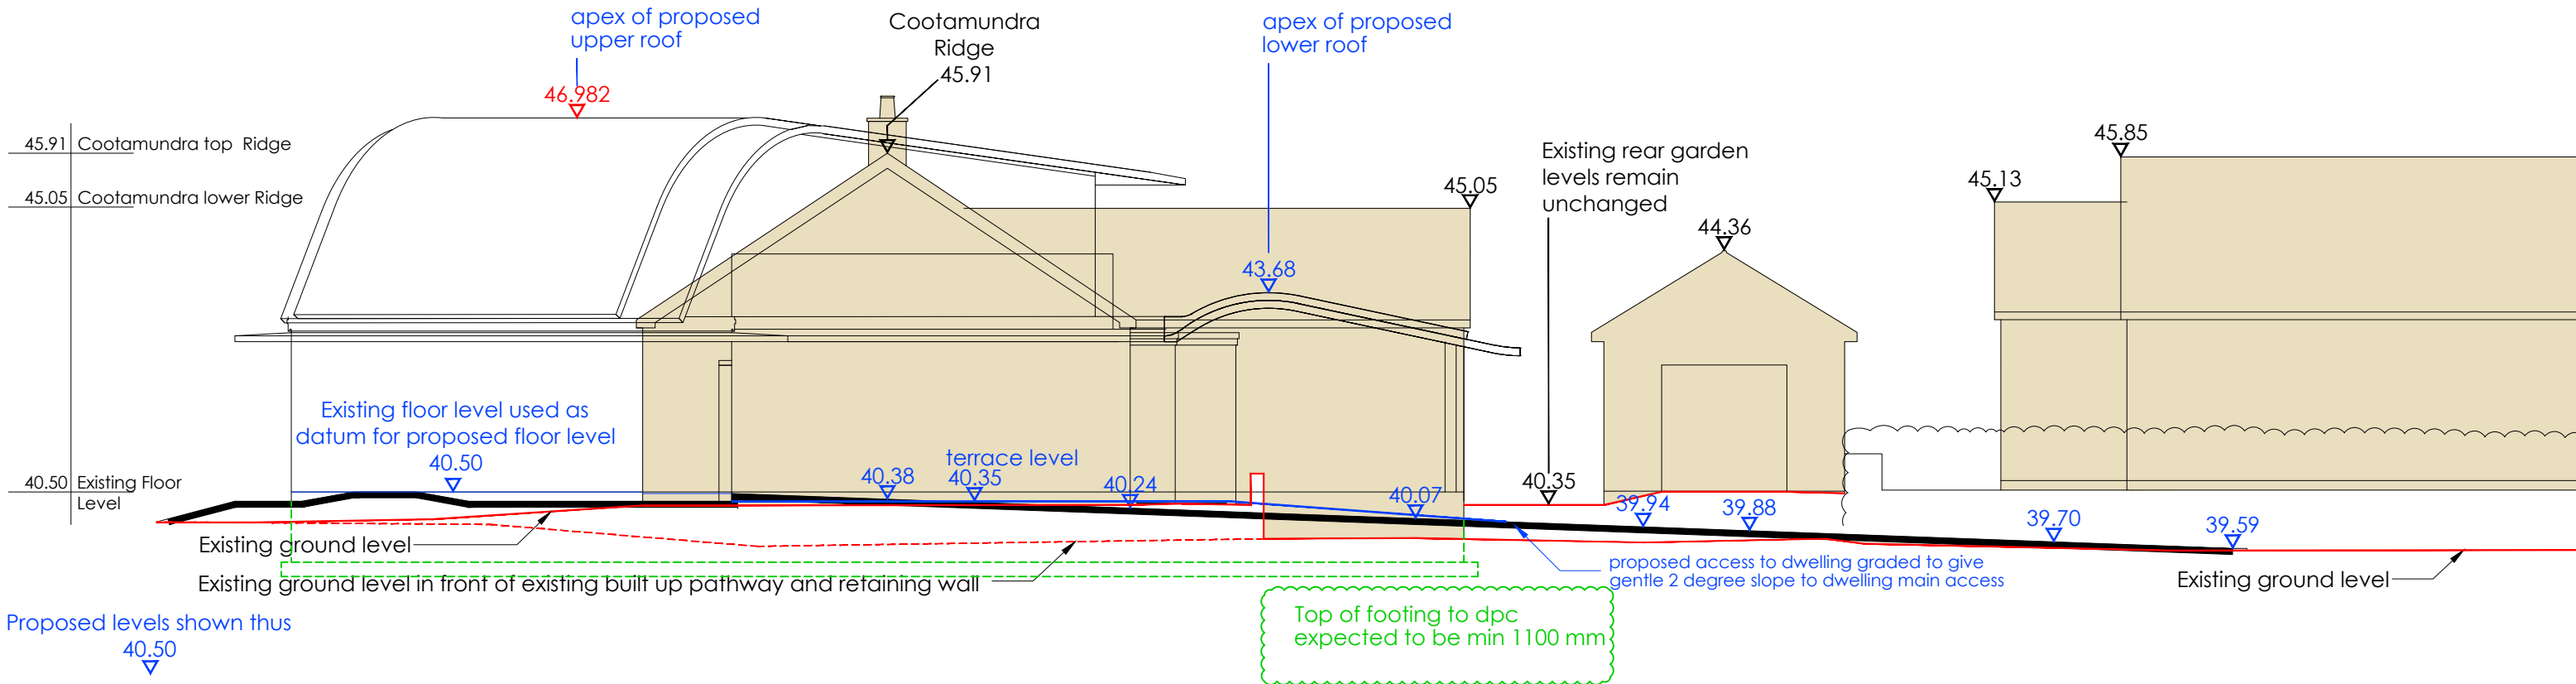 apex of proposed
upper roof
46.982
Cootamundra
Ridge
45.91
apex of proposed
lower roof
45.91 Cootamundra top Ridge
45.05 Cootamundra lower Ridge
45.05
43.68
Existing rear garden
levels remain
unchanged
44.36
45.13
45.85
Existing floor level used as
datum for proposed floor level
40.50
40.50 Existing Floor
Level
40.38
terrace level
40.35
40.24
40.07
40.35
39.94
39.88
39.70
39.59
Existing ground level
Existing ground level in front of existing built up pathway and retaining wall
proposed access to dwelling graded to give
gentle 2 degree slope to dwelling main access
Existing ground level
Top of footing to dpc
expected to be min 1100 mm
Proposed levels shown thus
40.50